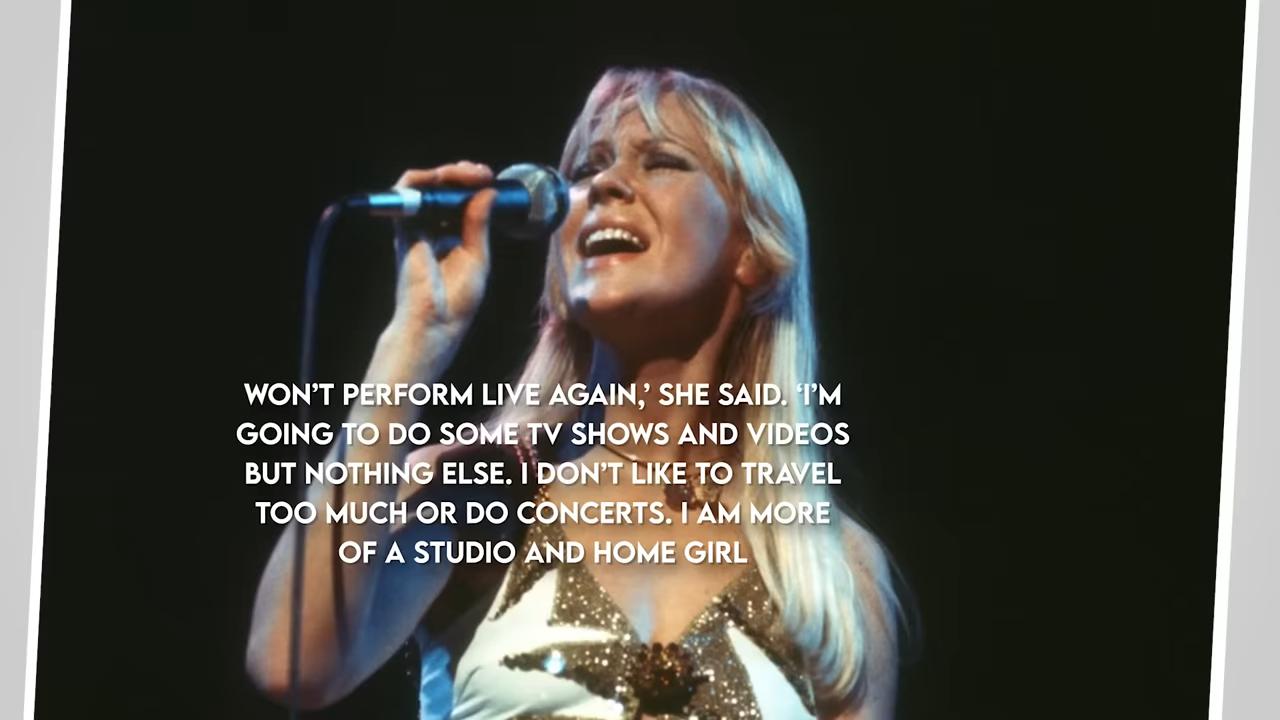 WON’T PERFORM LIVE AGAIN,’ SHE SAID. ‘I’M
GOING TO DO SOME TV SHOWS AND VIDEOS
BUT NOTHING ELSE. I DON’T LIKE TO TRAVEL
TOO MUCH OR DO CONCERTS. I AM MORE
OF A STUDIO AND HOME GIRL